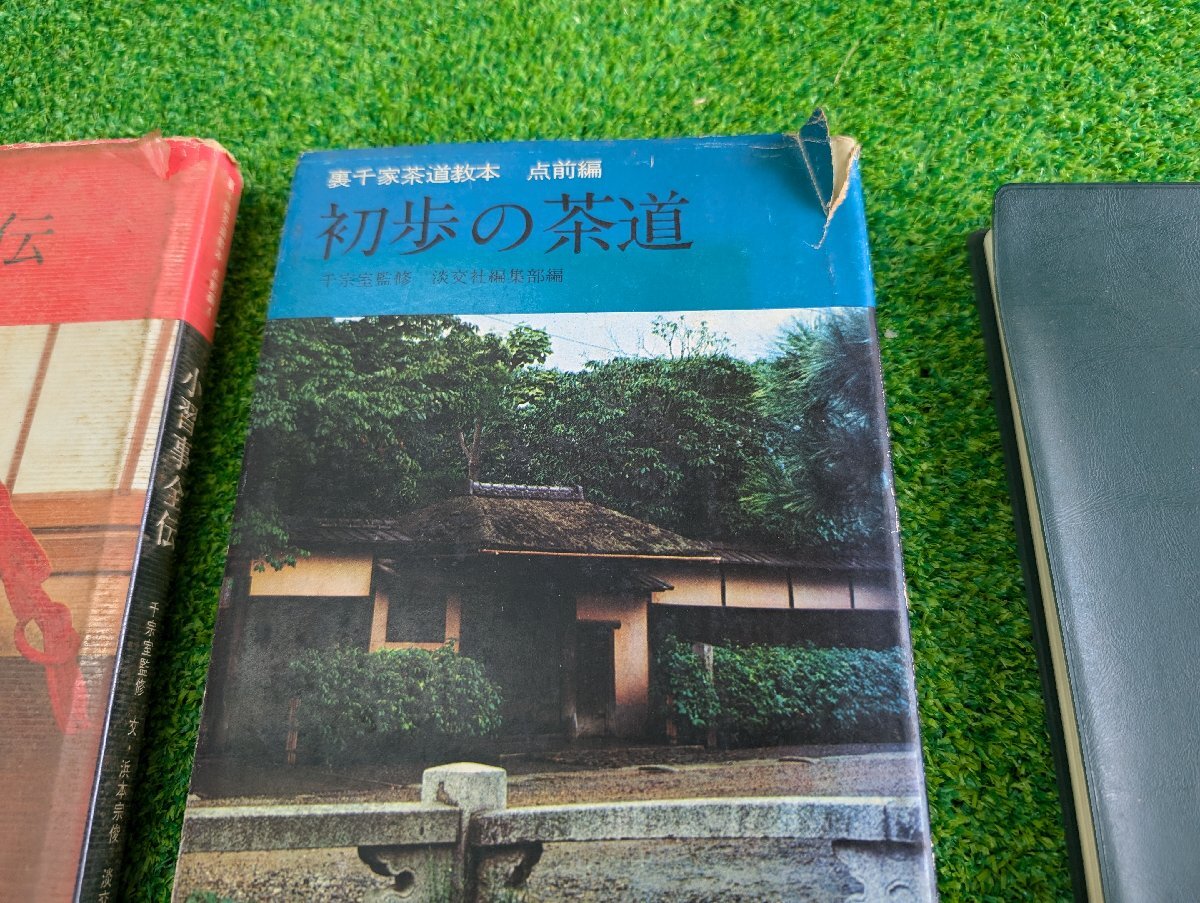 伝
小習事全伝
千宗室監修 文・浜本宗俊
裏千家茶道教本 点前編
初歩の茶道
千宗室監修 淡交社編集部編